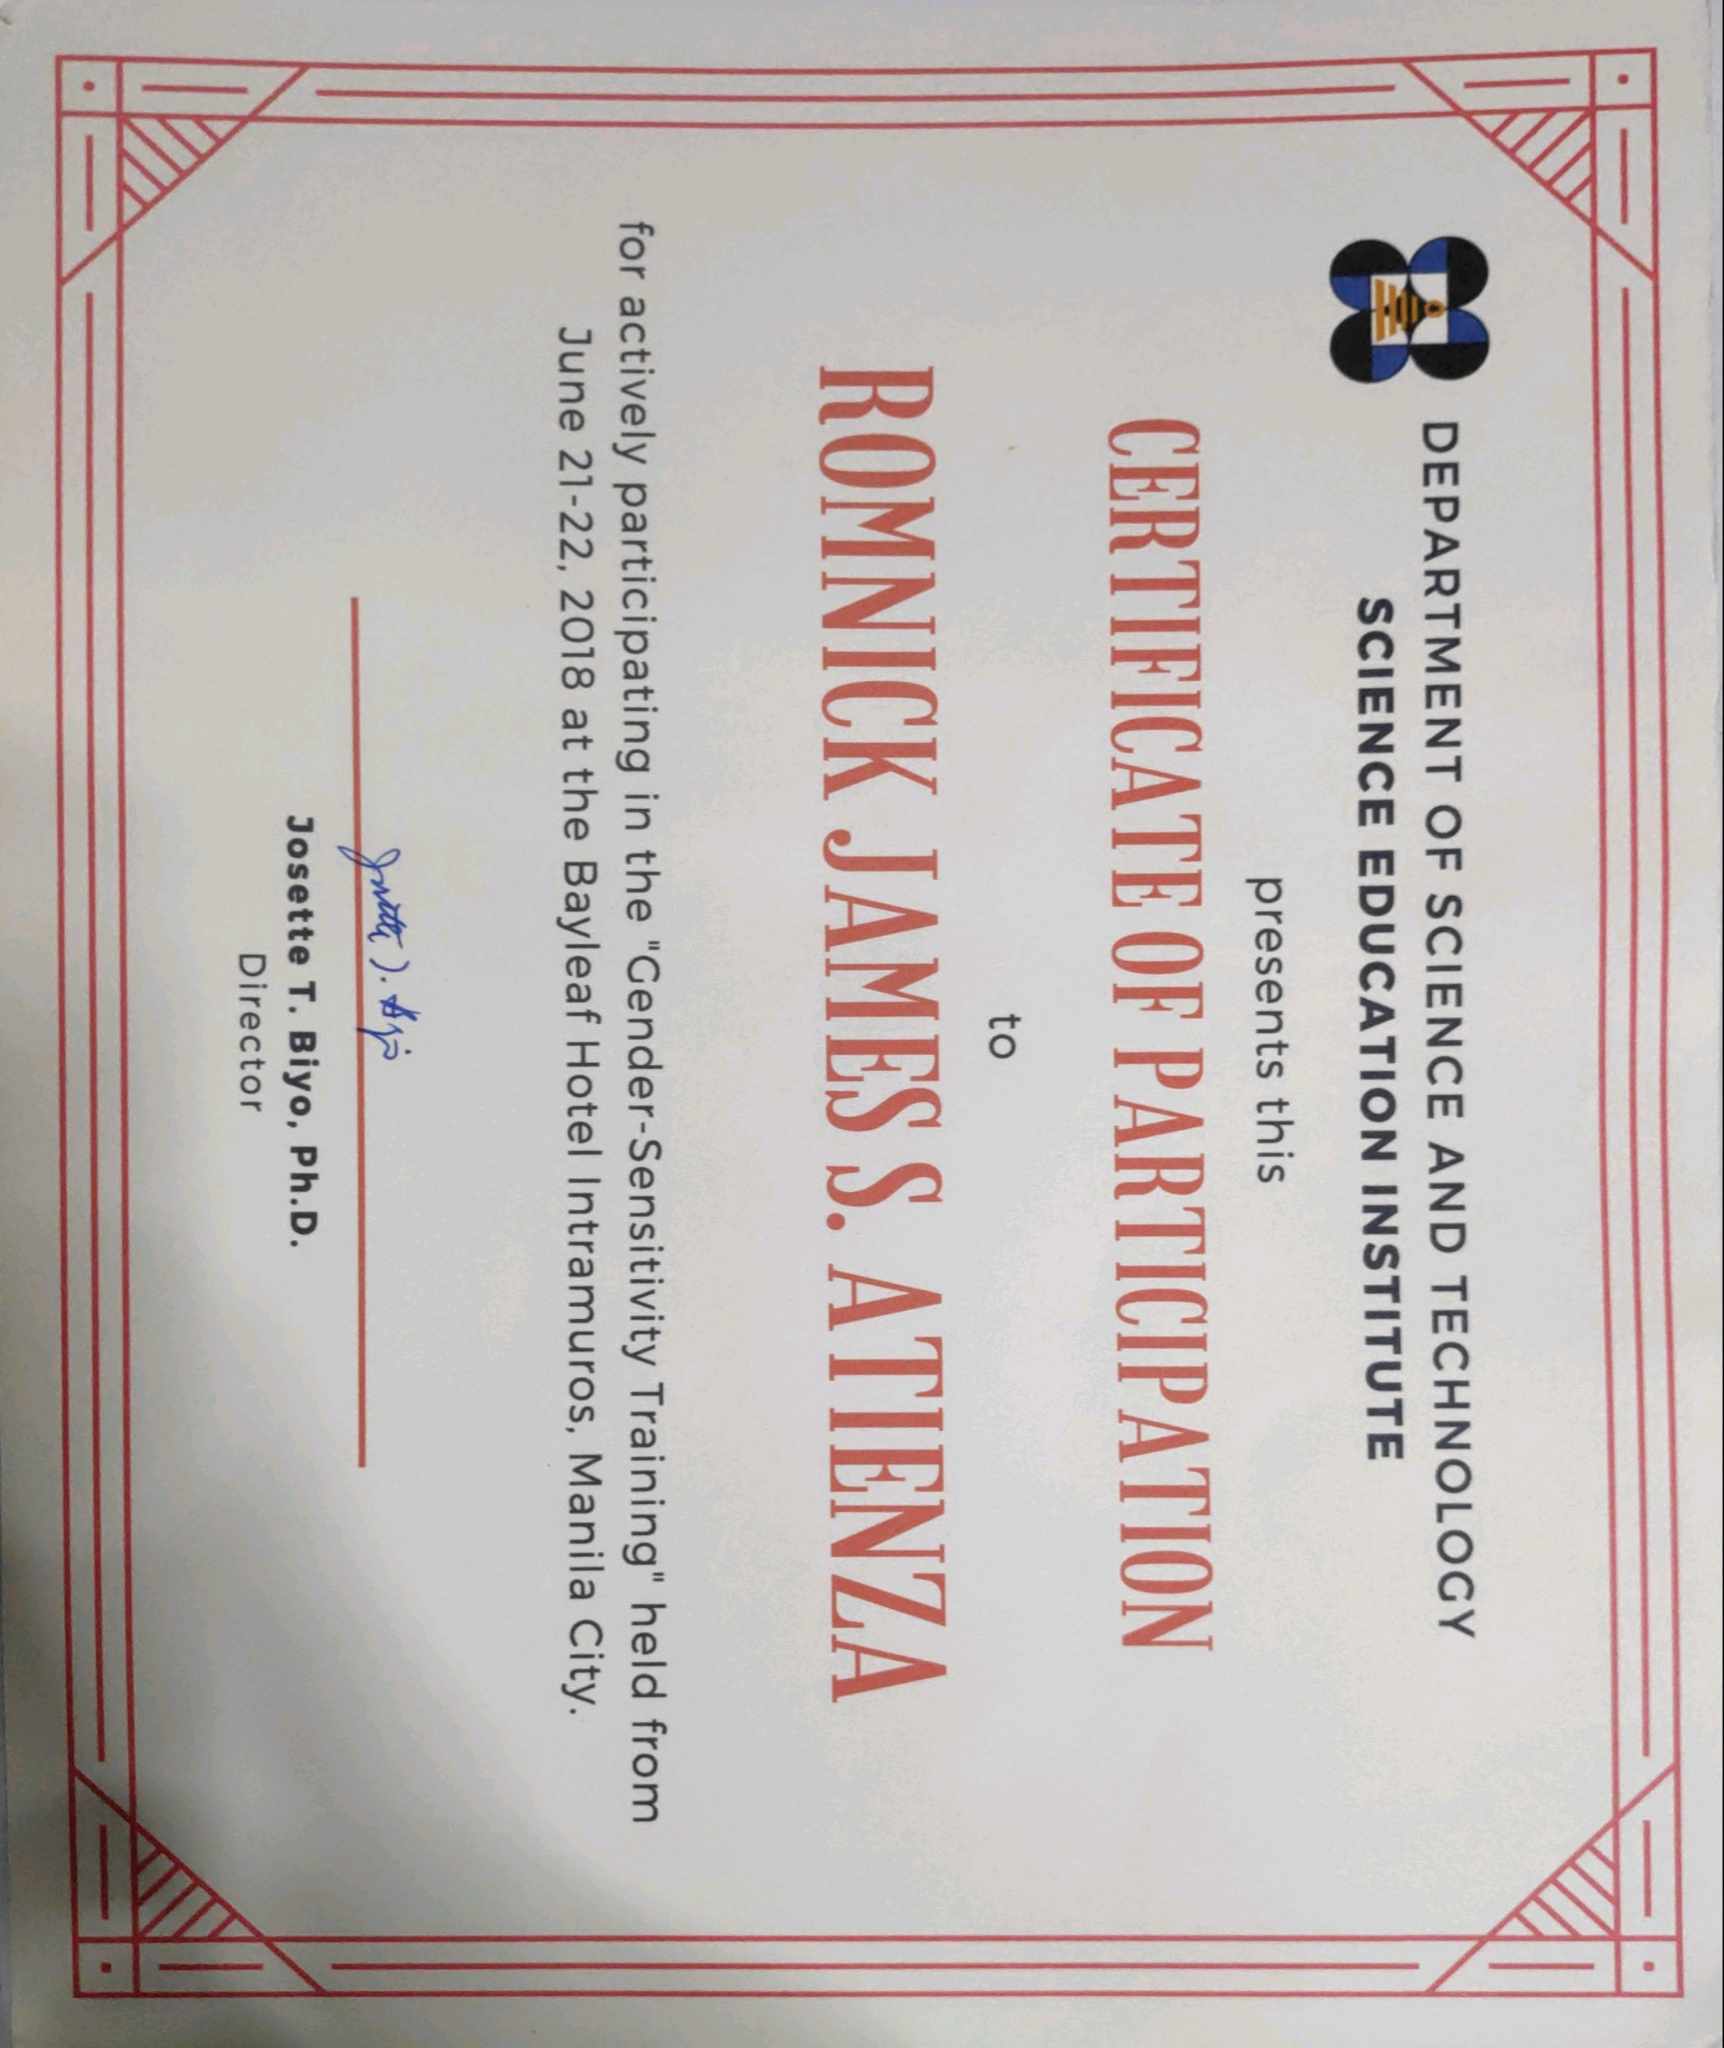 DEPARTMENT OF SCIENCE AND TECHNOLOGY
SCIENCE EDUCATION INSTITUTE
presents this
CERTIFICATE OF PARTICIPATION
to
ROMNICK JAMES S. ATIENZA
for actively participating in the "Gender-Sensitivity Training" held from
June 21-22, 2018 at the Bayleaf Hotel Intramuros, Manila City.
Josette T. Biyo, Ph.D.
Director